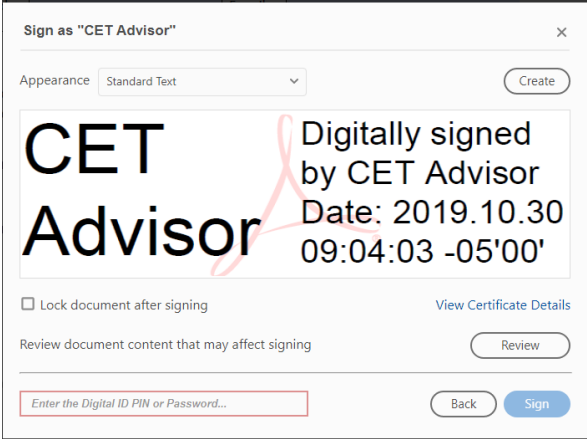 Sign as "CET Advisor"
×
Appearance Standard Text
Create
CET
Advisor
Digitally signed
by CET Advisor
Date: 2019.10.30
09:04:03 -05'00'
Lock document after signing
View Certificate Details
Review document content that may affect signing
Review
Enter the Digital ID PIN or Password...
Back
Sign